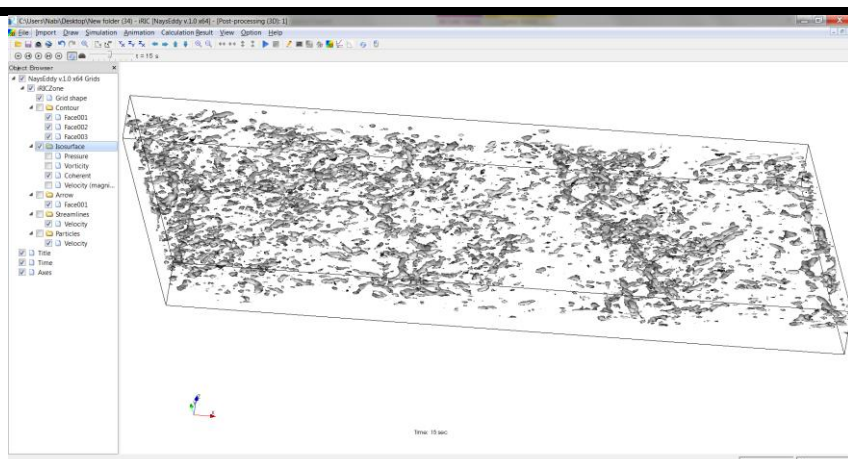 C:\Users\Nabi\Desktop\New folder (34) - iRIC [NaysEddy v.1.0 x64] - [Post-processing (3D): 1]
File Import Draw Simulation Animation Calculation Result View Option Help
t = 15 s
Object Browser
NaysEddy v.1.0 x64 Grids
iRICZone
Grid shape
Contour
Face001
Face002
Face003
Isosurface
Pressure
Vorticity
Coherent
Velocity (magni...
Arrow
Face001
Streamlines
Velocity
Particles
Velocity
Title
Time
Axes
Time: 15 sec